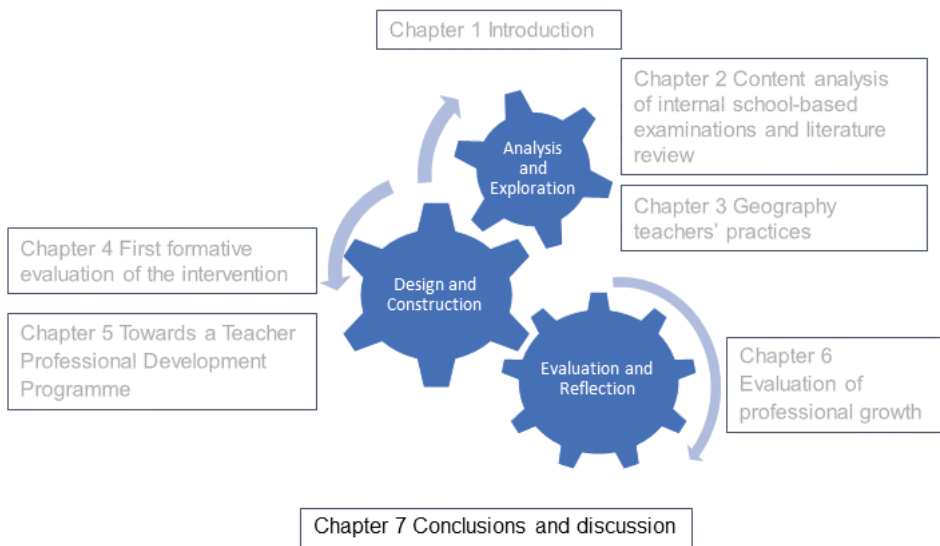 Chapter 1 Introduction
Chapter 2 Content analysis
of internal school-based
examinations and literature
review
Analysis
and
Exploration
Chapter 3 Geography
teachers' practices
Chapter 4 First formative
evaluation of the intervention
Design and
Construction
Chapter 5 Towards a Teacher
Professional Development
Programme
Evaluation and
Reflection
Chapter 6
Evaluation of
professional growth
Chapter 7 Conclusions and discussion